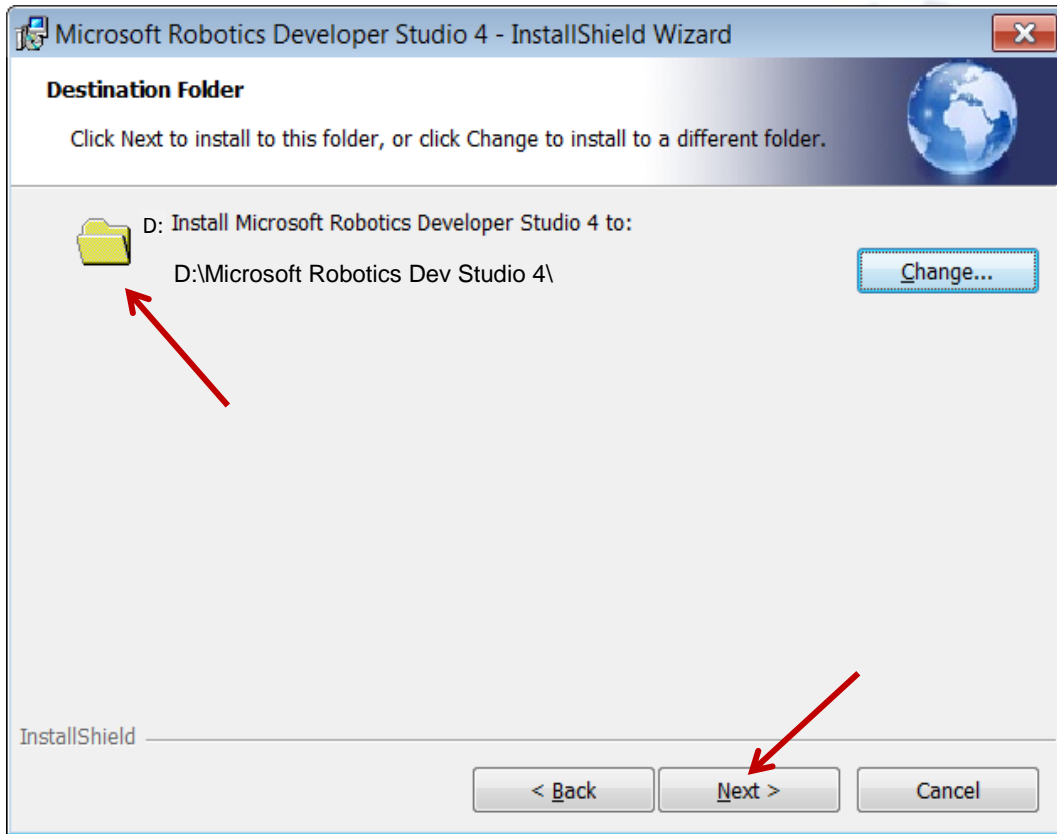 Microsoft Robotics Developer Studio 4 - InstallShield Wizard
Destination Folder
Click Next to install to this folder, or click Change to install to a different folder.
D: Install Microsoft Robotics Developer Studio 4 to:
D:\Microsoft Robotics Dev Studio 4\
Change...
InstallShield
< Back
Next >
Cancel